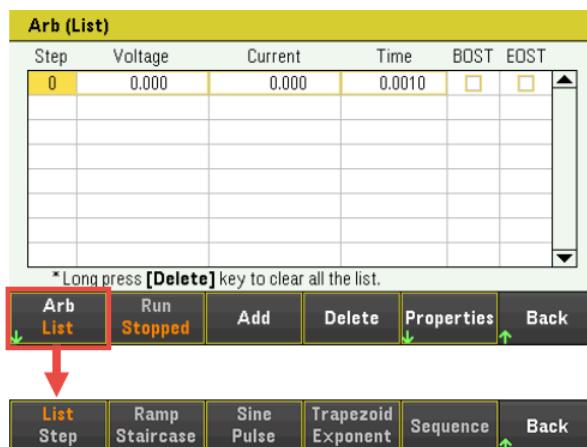 Arb (List)
Step Voltage Current Time BOST EOST
0 0.000 0.000 0.0010
*Long press [Delete] key to clear all the list.
Arb List
Run Stopped
Add
Delete
Properties
Back
List Step
Ramp Staircase
Sine Pulse
Trapezoid Exponent
Sequence
Back